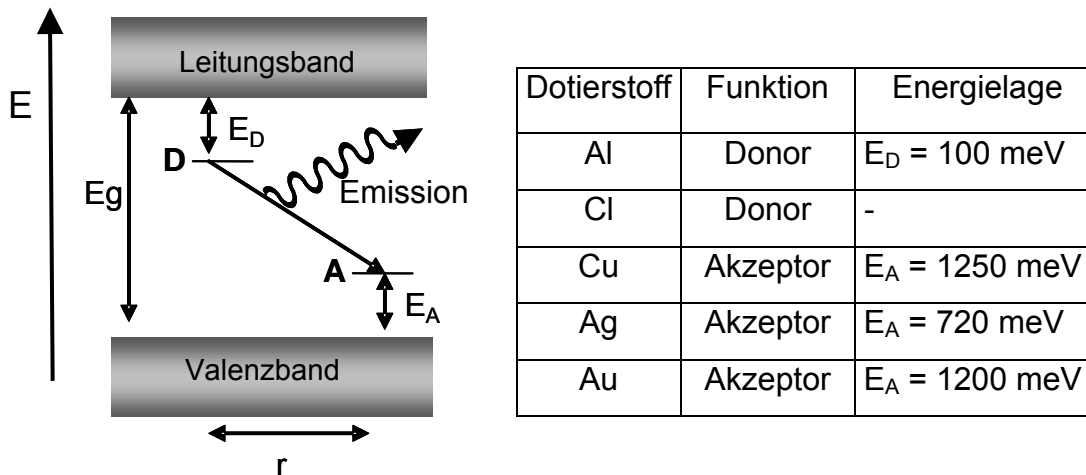 E
Leitungsband
E_D
D
Eg
Emission
A
E_A
Valenzband
r
Dotierstoff Funktion Energielage
Al Donor E_D = 100 meV
Cl Donor -
Cu Akzeptor E_A = 1250 meV
Ag Akzeptor E_A = 720 meV
Au Akzeptor E_A = 1200 meV